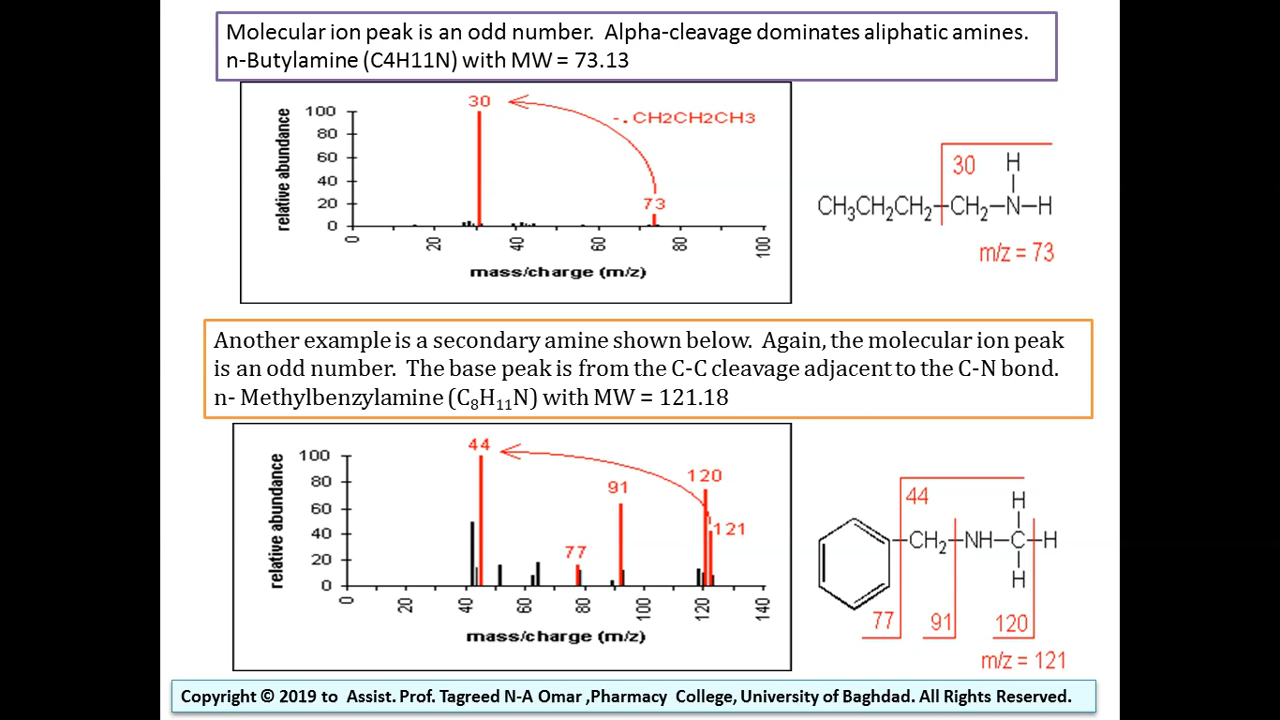 Molecular ion peak is an odd number. Alpha-cleavage dominates aliphatic amines.
n-Butylamine (C4H11N) with MW = 73.13
relative abundance
100
80
60
40
20
0
30
-.CH2CH2CH3
73
0
20
40
60
80
100
mass/charge (m/z)
30
H
CH₃CH₂CH₂–CH₂–N–H
m/z = 73
Another example is a secondary amine shown below. Again, the molecular ion peak
is an odd number. The base peak is from the C-C cleavage adjacent to the C-N bond.
n- Methylbenzylamine (C₈H₁₁N) with MW = 121.18
relative abundance
100
80
60
40
20
0
44
77
91
120
121
0
20
40
60
80
100
120
140
mass/charge (m/z)
44
H
CH₂–NH–C–H
H
77
91
120
m/z = 121
Copyright © 2019 to Assist. Prof. Tagreed N-A Omar ,Pharmacy College, University of Baghdad. All Rights Reserved.